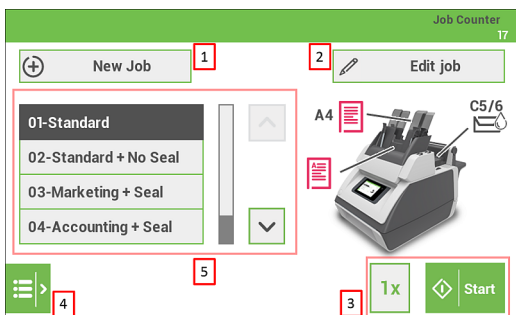 Job Counter
17
New Job
1
2
Edit job
01-Standard
02-Standard + No Seal
03-Marketing + Seal
04-Accounting + Seal
A4
C5/6
5
4
3
1x
Start